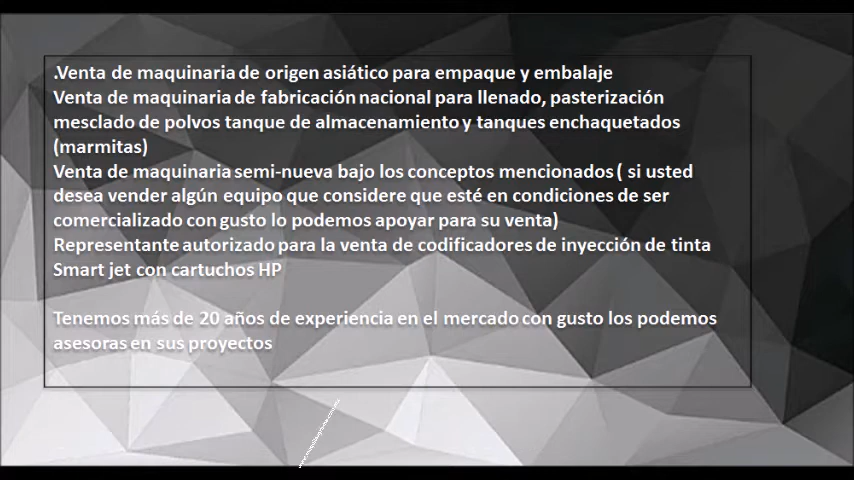 .Venta de maquinaria de origen asiático para empaque y embalaje
Venta de maquinaria de fabricación nacional para llenado, pasterización
mesclado de polvos tanque de almacenamiento y tanques enchaquetados
(marmitas)
Venta de maquinaria semi-nueva bajo los conceptos mencionados ( si usted
desea vender algún equipo que considere que esté en condiciones de ser
comercializado con gusto lo podemos apoyar para su venta)
Representante autorizado para la venta de codificadores de inyección de tinta
Smart jet con cartuchos HP
Tenemos más de 20 años de experiencia en el mercado con gusto los podemos
asesoras en sus proyectos